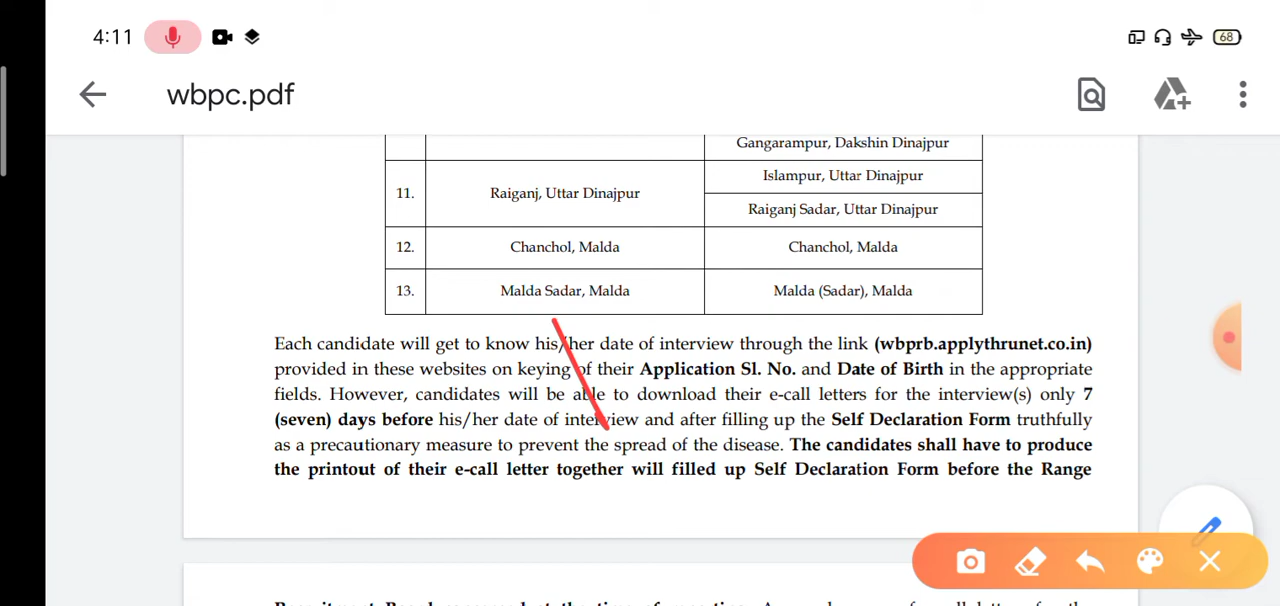 4:11
68
wbpc.pdf
Gangarampur, Dakshin Dinajpur
11. Raiganj, Uttar Dinajpur Islampur, Uttar Dinajpur
Raiganj Sadar, Uttar Dinajpur
12. Chanchol, Malda Chanchol, Malda
13. Malda Sadar, Malda Malda (Sadar), Malda
Each candidate will get to know his/her date of interview through the link (wbprb.applythrunet.co.in)
provided in these websites on keying of their Application Sl. No. and Date of Birth in the appropriate
fields. However, candidates will be able to download their e-call letters for the interview(s) only 7
(seven) days before his/her date of interview and after filling up the Self Declaration Form truthfully
as a precautionary measure to prevent the spread of the disease. The candidates shall have to produce
the printout of their e-call letter together will filled up Self Declaration Form before the Range